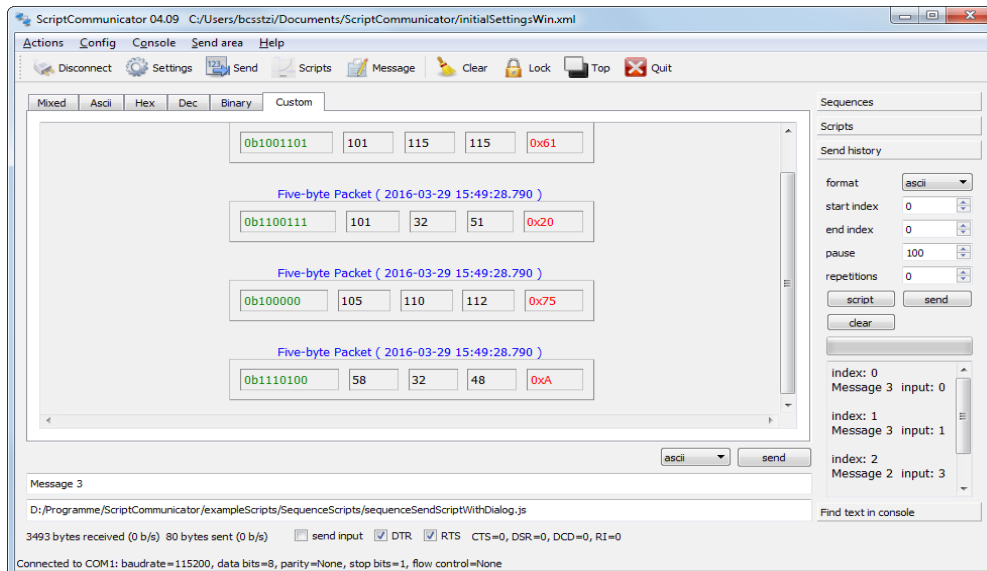 ScriptCommunicator 04.09   C:/Users/bcsstzi/Documents/ScriptCommunicator/initialSettingsWin.xml
Actions Config Console Send area Help
Disconnect Settings Send Scripts Message Clear Lock Top Quit
Mixed Ascii Hex Dec Binary Custom
0b1001101 101 115 115 0x61
Five-byte Packet ( 2016-03-29 15:49:28.790 )
0b1100111 101 32 51 0x20
Five-byte Packet ( 2016-03-29 15:49:28.790 )
0b100000 105 110 112 0x75
Five-byte Packet ( 2016-03-29 15:49:28.790 )
0b1110100 58 32 48 0xA
ascii send
Sequences
Scripts
Send history
format ascii
start index 0
end index 0
pause 100
repetitions 0
script send
clear
index: 0
Message 3 input: 0
index: 1
Message 3 input: 1
index: 2
Message 2 input: 3
Find text in console
Message 3
D:/Programme/ScriptCommunicator/exampleScripts/SequenceScripts/sequenceSendScriptWithDialog.js
3493 bytes received (0 b/s) 80 bytes sent (0 b/s) send input DTR RTS CTS=0, DSR=0, DCD=0, RI=0
Connected to COM1: baudrate=115200, data bits=8, parity=None, stop bits=1, flow control=None